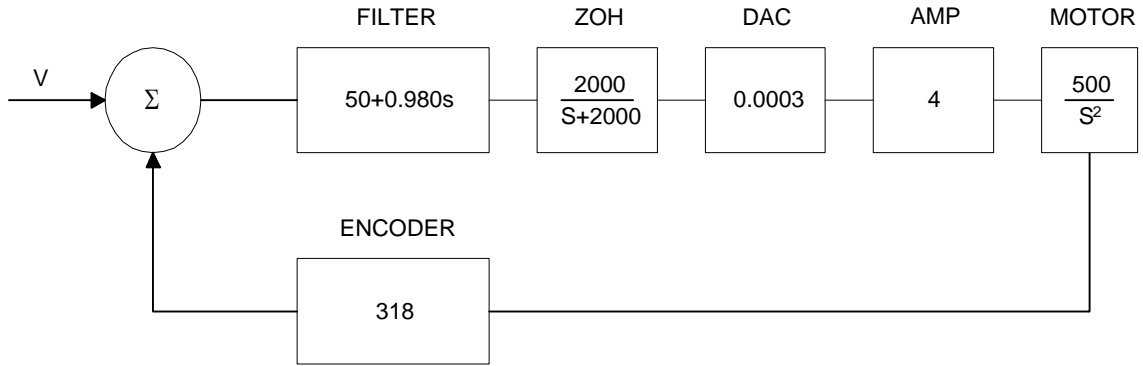 FILTER ZOH DAC AMP MOTOR
V
Σ
50+0.980s
2000
S+2000
0.0003
4
500
S²
ENCODER
318